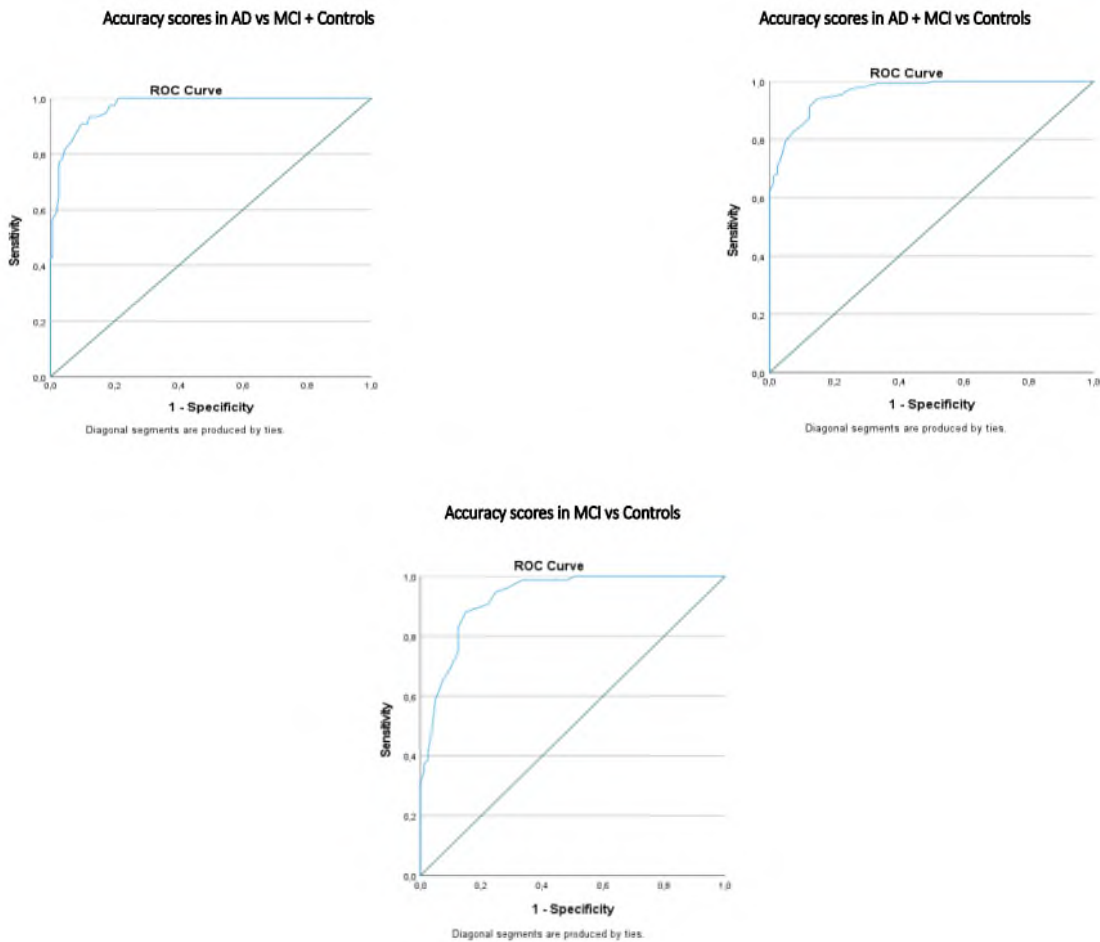 Accuracy scores in AD vs MCI + Controls
ROC Curve
1,0
0,8
0,6
0,4
0,2
0,0
Sensitivity
0,0 0,2 0,4 0,6 0,8 1,0
1 - Specificity
Diagonal segments are produced by ties.
Accuracy scores in AD + MCI vs Controls
ROC Curve
1,0
0,8
0,6
0,4
0,2
0,0
Sensitivity
0,0 0,2 0,4 0,6 0,8 1,0
1 - Specificity
Diagonal segments are produced by ties.
Accuracy scores in MCI vs Controls
ROC Curve
1,0
0,8
0,6
0,4
0,2
0,0
Sensitivity
0,0 0,2 0,4 0,6 0,8 1,0
1 - Specificity
Diagonal segments are produced by ties.